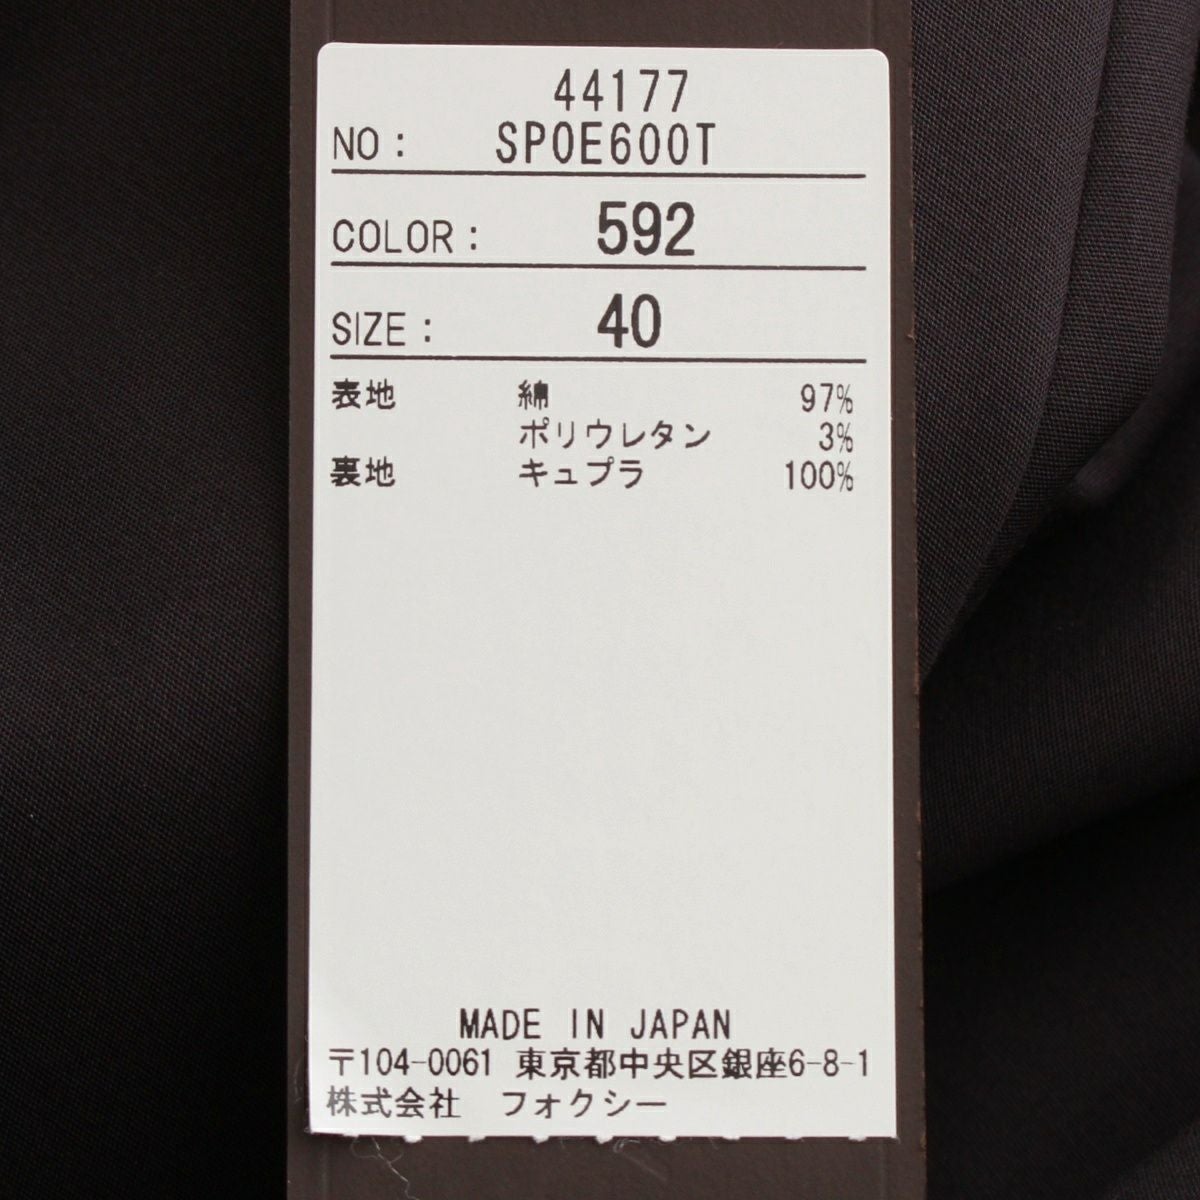 44177
NO: SPOE600T
COLOR: 592
SIZE: 40
表地 綿 97%
ポリウレタン 3%
裏地 キュプラ 100%
MADE IN JAPAN
〒104-0061 東京都中央区銀座6-8-1
株式会社 フォクシー